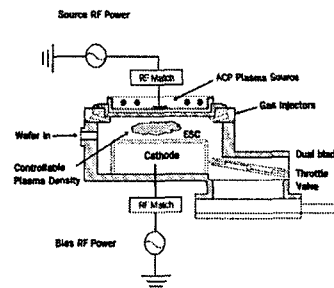 Source RF Power
RF Match
ACP Plasma Source
Gas Injectors
Wafer In
ESC
Controllable
Plasma Density
Cathode
Dual blade
Throttle
Valve
RF Match
Bias RF Power